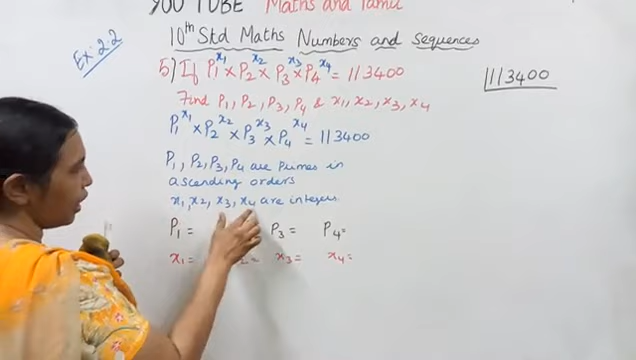 YOU TUBE Maths and Tamil
10th Std Maths Numbers and Sequences
Ex: 2.2
5) If P₁^x₁ × P₂^x₂ × P₃^x₃ × P₄^x₄ = 113400
Find P₁, P₂, P₃, P₄ & x₁, x₂, x₃, x₄
P₁^x₁ × P₂^x₂ × P₃^x₃ × P₄^x₄ = 113400
P₁, P₂, P₃, P₄ are primes in
ascending orders
x₁, x₂, x₃, x₄ are integers
P₁ = P₃ = P₄ =
x₁ = 2 = x₃ = x₄ =
113400